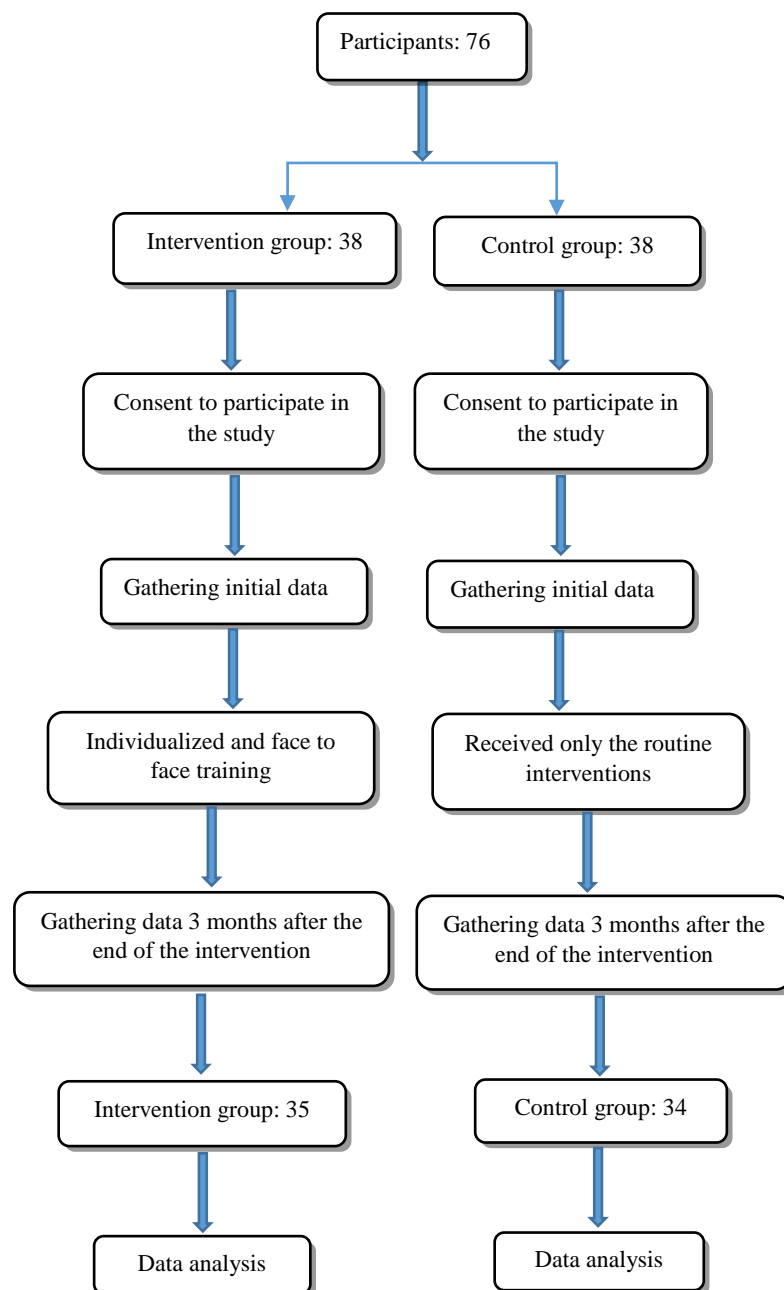 Participants: 76
Intervention group: 38
Control group: 38
Consent to participate in
the study
Consent to participate in
the study
Gathering initial data
Gathering initial data
Individualized and face to
face training
Received only the routine
interventions
Gathering data 3 months after the
end of the intervention
Gathering data 3 months after the
end of the intervention
Intervention group: 35
Control group: 34
Data analysis
Data analysis